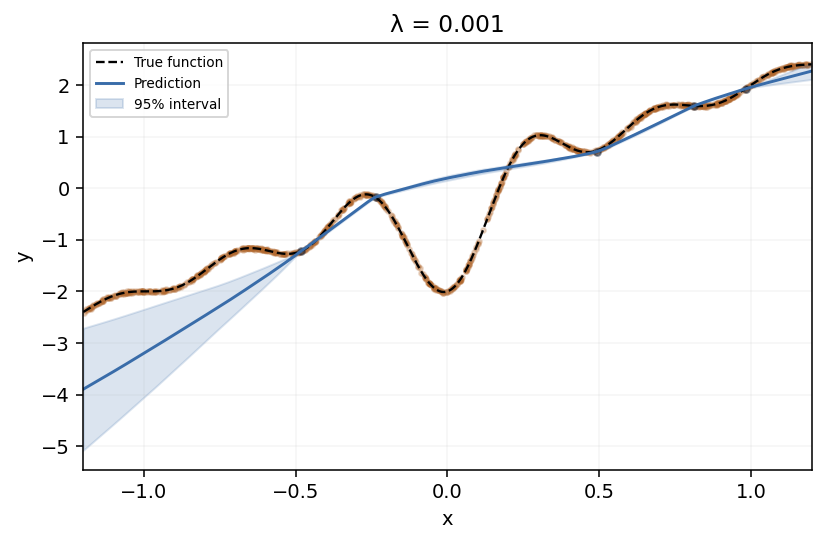 λ = 0.001
True function
Prediction
95% interval
2
1
0
−1
−2
−3
−4
−5
y
−1.0 −0.5 0.0 0.5 1.0
x